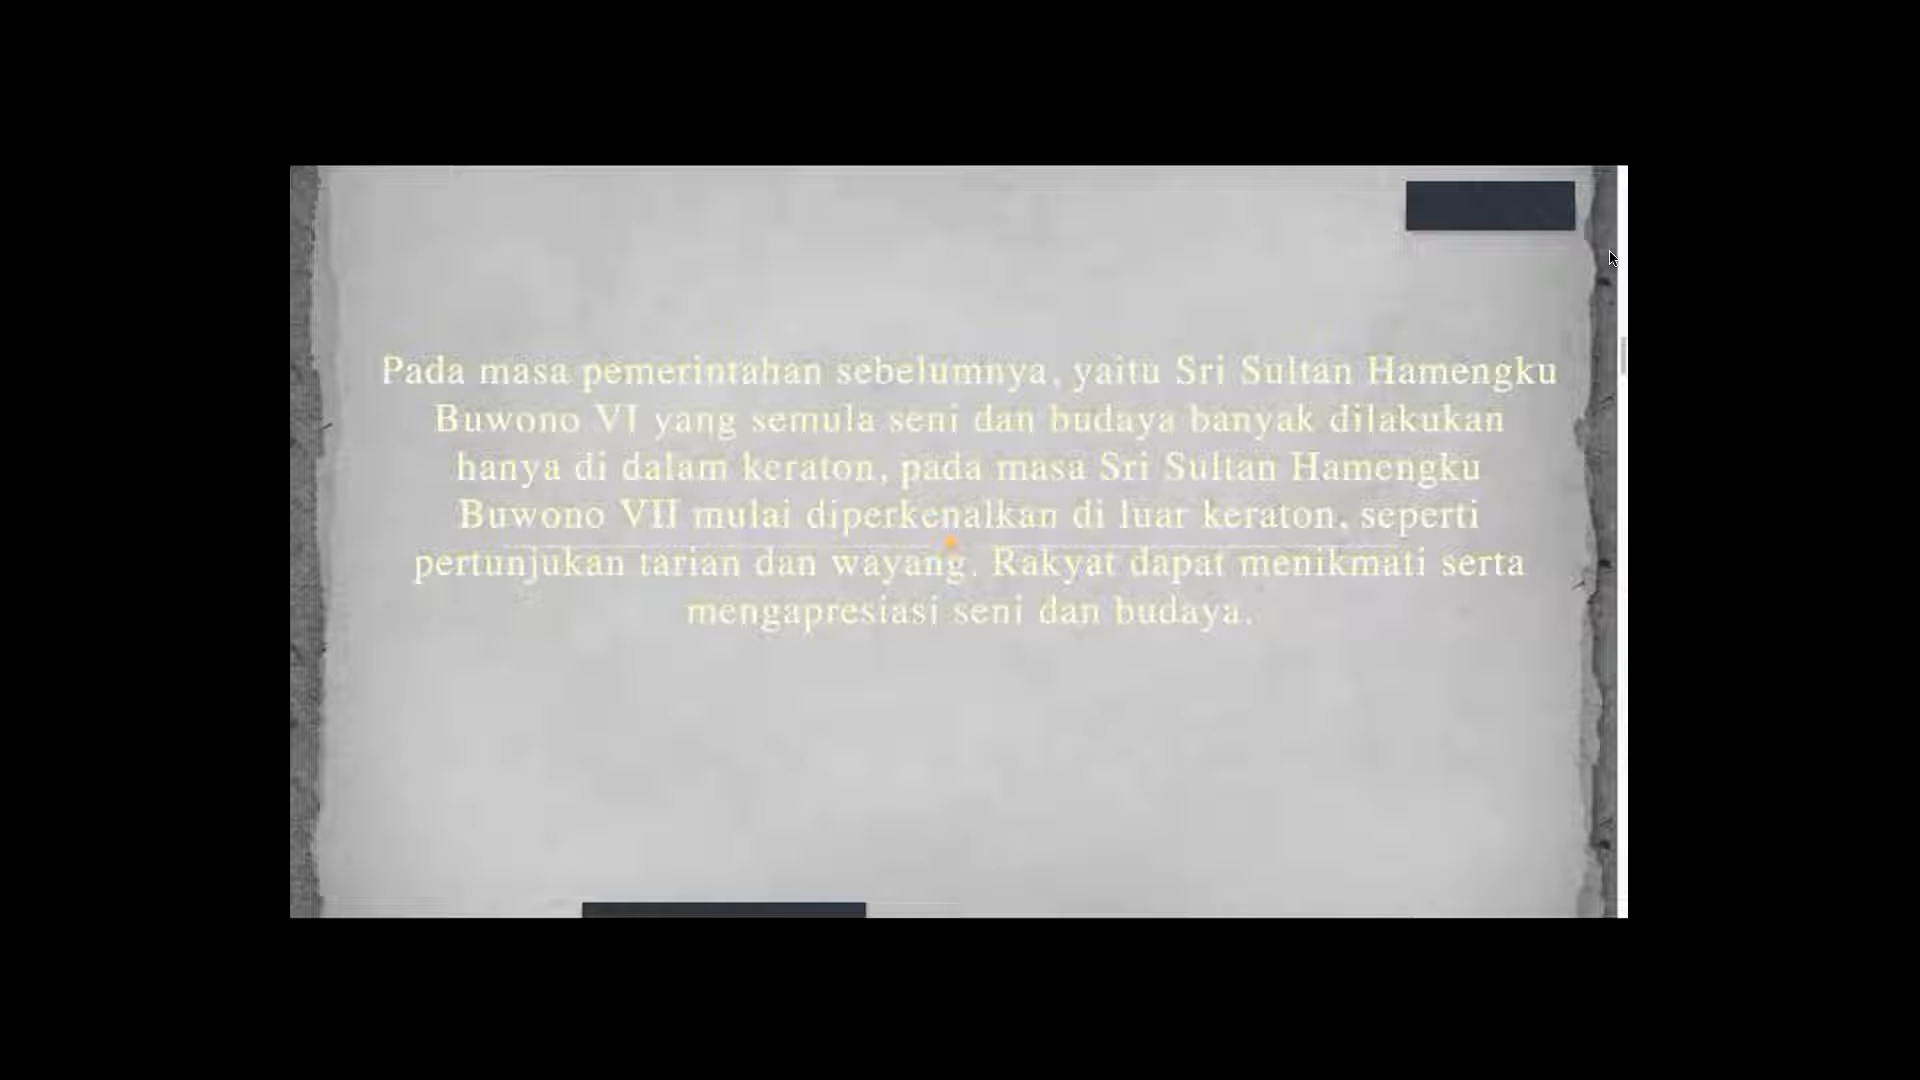 Pada masa pemerintahan sebelumnya, yaitu Sri Sultan Hamengku
Buwono VI yang semula seni dan budaya banyak dilakukan
hanya di dalam keraton, pada masa Sri Sultan Hamengku
Buwono VII mulai diperkenalkan di luar keraton, seperti
pertunjukan tarian dan wayang. Rakyat dapat menikmati serta
mengapresiasi seni dan budaya.